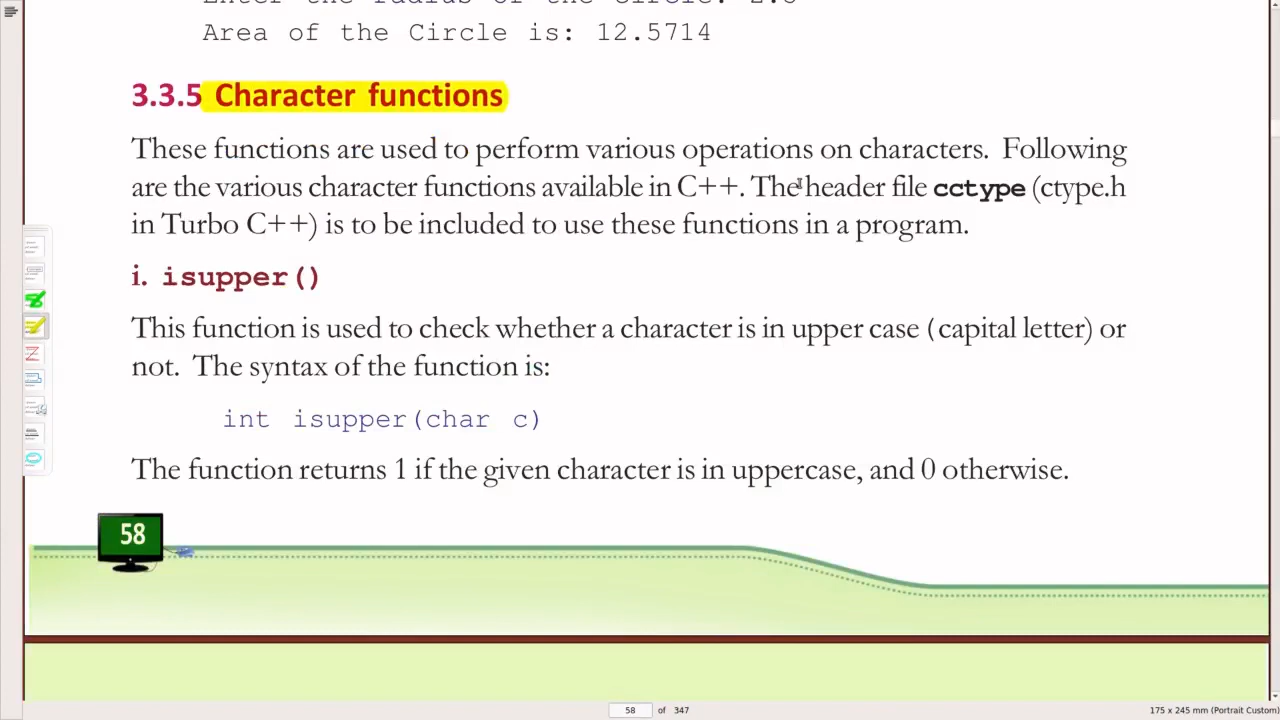 Area of the Circle is: 12.5714
3.3.5 Character functions
These functions are used to perform various operations on characters. Following
are the various character functions available in C++. The header file cctype (ctype.h
in Turbo C++) is to be included to use these functions in a program.
i. isupper()
This function is used to check whether a character is in upper case (capital letter) or
not. The syntax of the function is:
int isupper(char c)
The function returns 1 if the given character is in uppercase, and 0 otherwise.
58
58 of 347
175 x 245 mm (Portrait Custom)